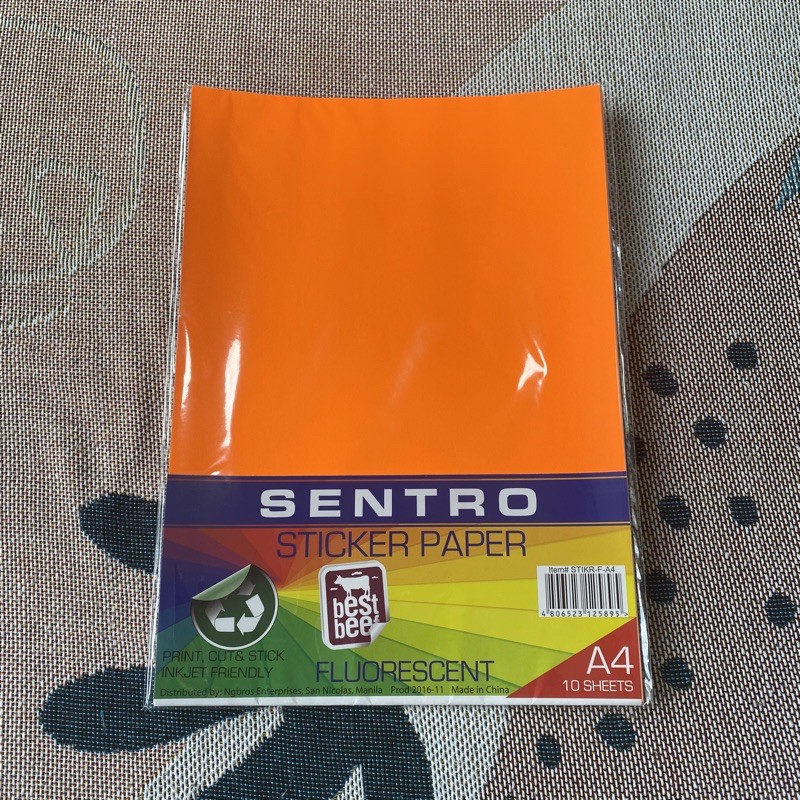 SENTRO
STICKER PAPER
Item# STIKR-F-A4
4 806523 125895 >
best
beef
PRINT, CUT & STICK
INKJET FRIENDLY
FLUORESCENT
A4
10 SHEETS
Distributed by: Ngbros Enterprises, San Nicolas, Manila Prod 2016-11 Made in China